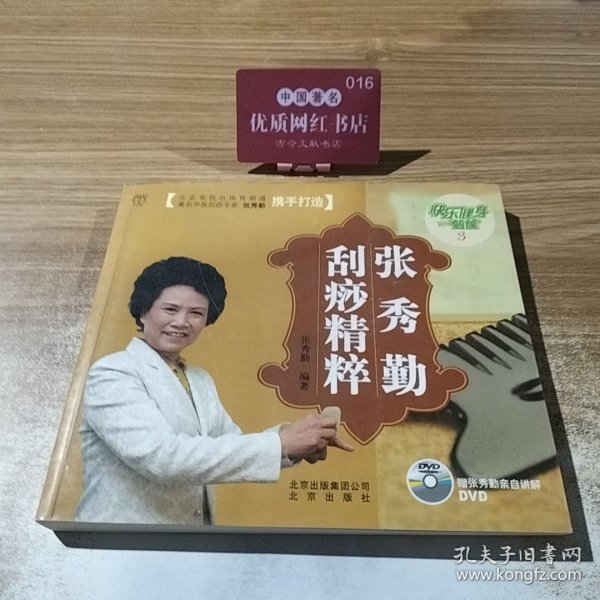 016
中国著名
优质网红书店
古今文献书店
北京电视台体育频道
著名中医刮痧专家 张秀勤
携手打造
快乐健身
一箩筐
3
张秀勤
刮痧精粹
张秀勤 编著
北京出版集团公司
北京出版社
DVD
赠张秀勤亲自讲解
DVD
孔夫子旧书网
www.kongfz.com